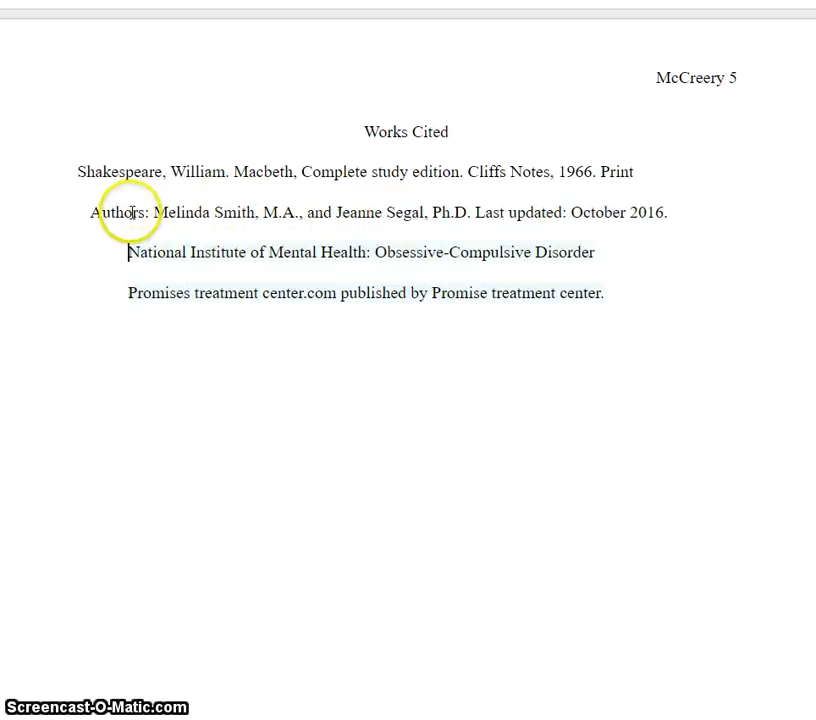 McCreery 5
Works Cited
Shakespeare, William. Macbeth, Complete study edition. Cliffs Notes, 1966. Print
Authors: Melinda Smith, M.A., and Jeanne Segal, Ph.D. Last updated: October 2016.
National Institute of Mental Health: Obsessive-Compulsive Disorder
Promises treatment center.com published by Promise treatment center.
Screencast-O-Matic.com